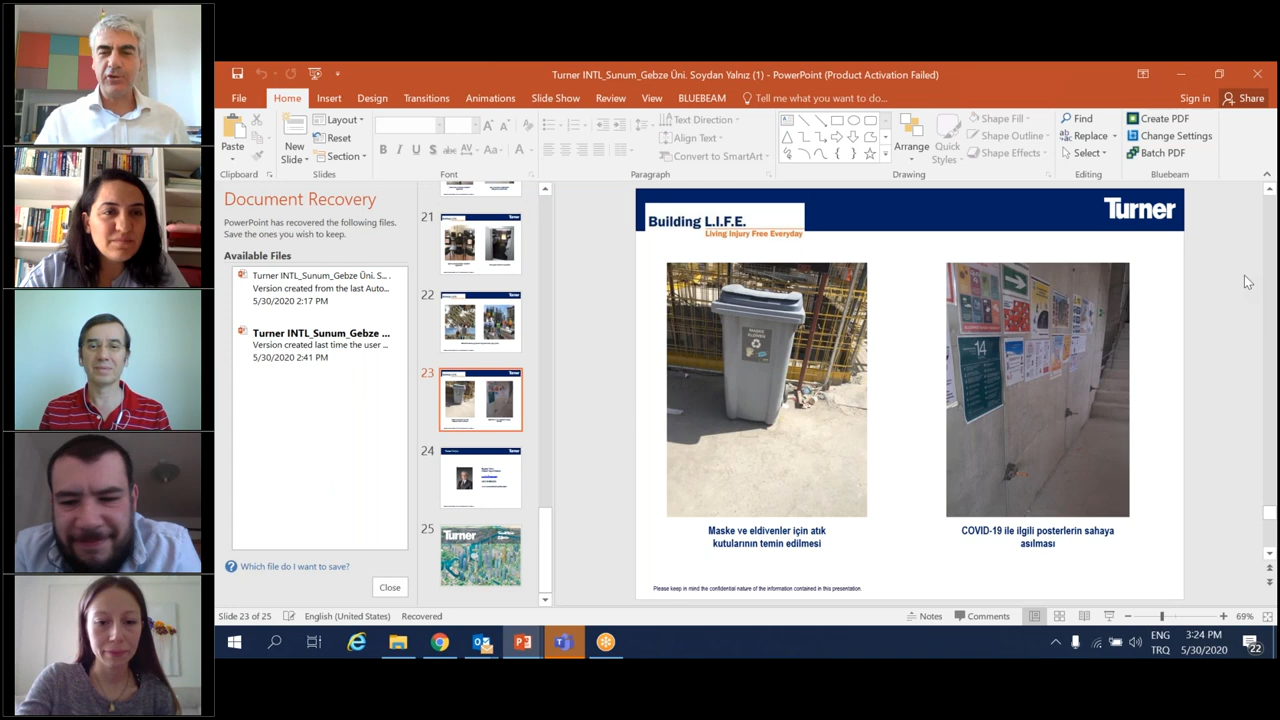 Turner INTL_Sunum_Gebze Üni. Soydan Yalnız (1) - PowerPoint (Product Activation Failed)
File Home Insert Design Transitions Animations Slide Show Review View BLUEBEAM Tell me what you want to do... Sign in Share
Paste
New
Slide
Layout
Reset
Section
Text Direction
Align Text
Convert to SmartArt
Arrange
Quick
Styles
Shape Fill
Shape Outline
Shape Effects
Find
Replace
Select
Create PDF
Change Settings
Batch PDF
Clipboard Slides Font Paragraph Drawing Editing Bluebeam
Document Recovery
PowerPoint has recovered the following files.
Save the ones you wish to keep.
Available Files
Turner INTL_Sunum_Gebze Üni. S...
Version created from the last Auto...
5/30/2020 2:17 PM
Turner INTL_Sunum_Gebze ...
Version created last time the user ...
5/30/2020 2:41 PM
Which file do I want to save?
Close
21
22
23
24
25
Turner
Building L.I.F.E.
Living Injury Free Everyday
Turner
MASKE
ELDİVEN
14
Maske ve eldivenler için atık
kutularının temin edilmesi
COVID-19 ile ilgili posterlerin sahaya
asılması
Please keep in mind the confidential nature of the information contained in this presentation.
Slide 23 of 25 English (United States) Recovered Notes Comments 69%
ENG
TRQ
3:24 PM
5/30/2020
22